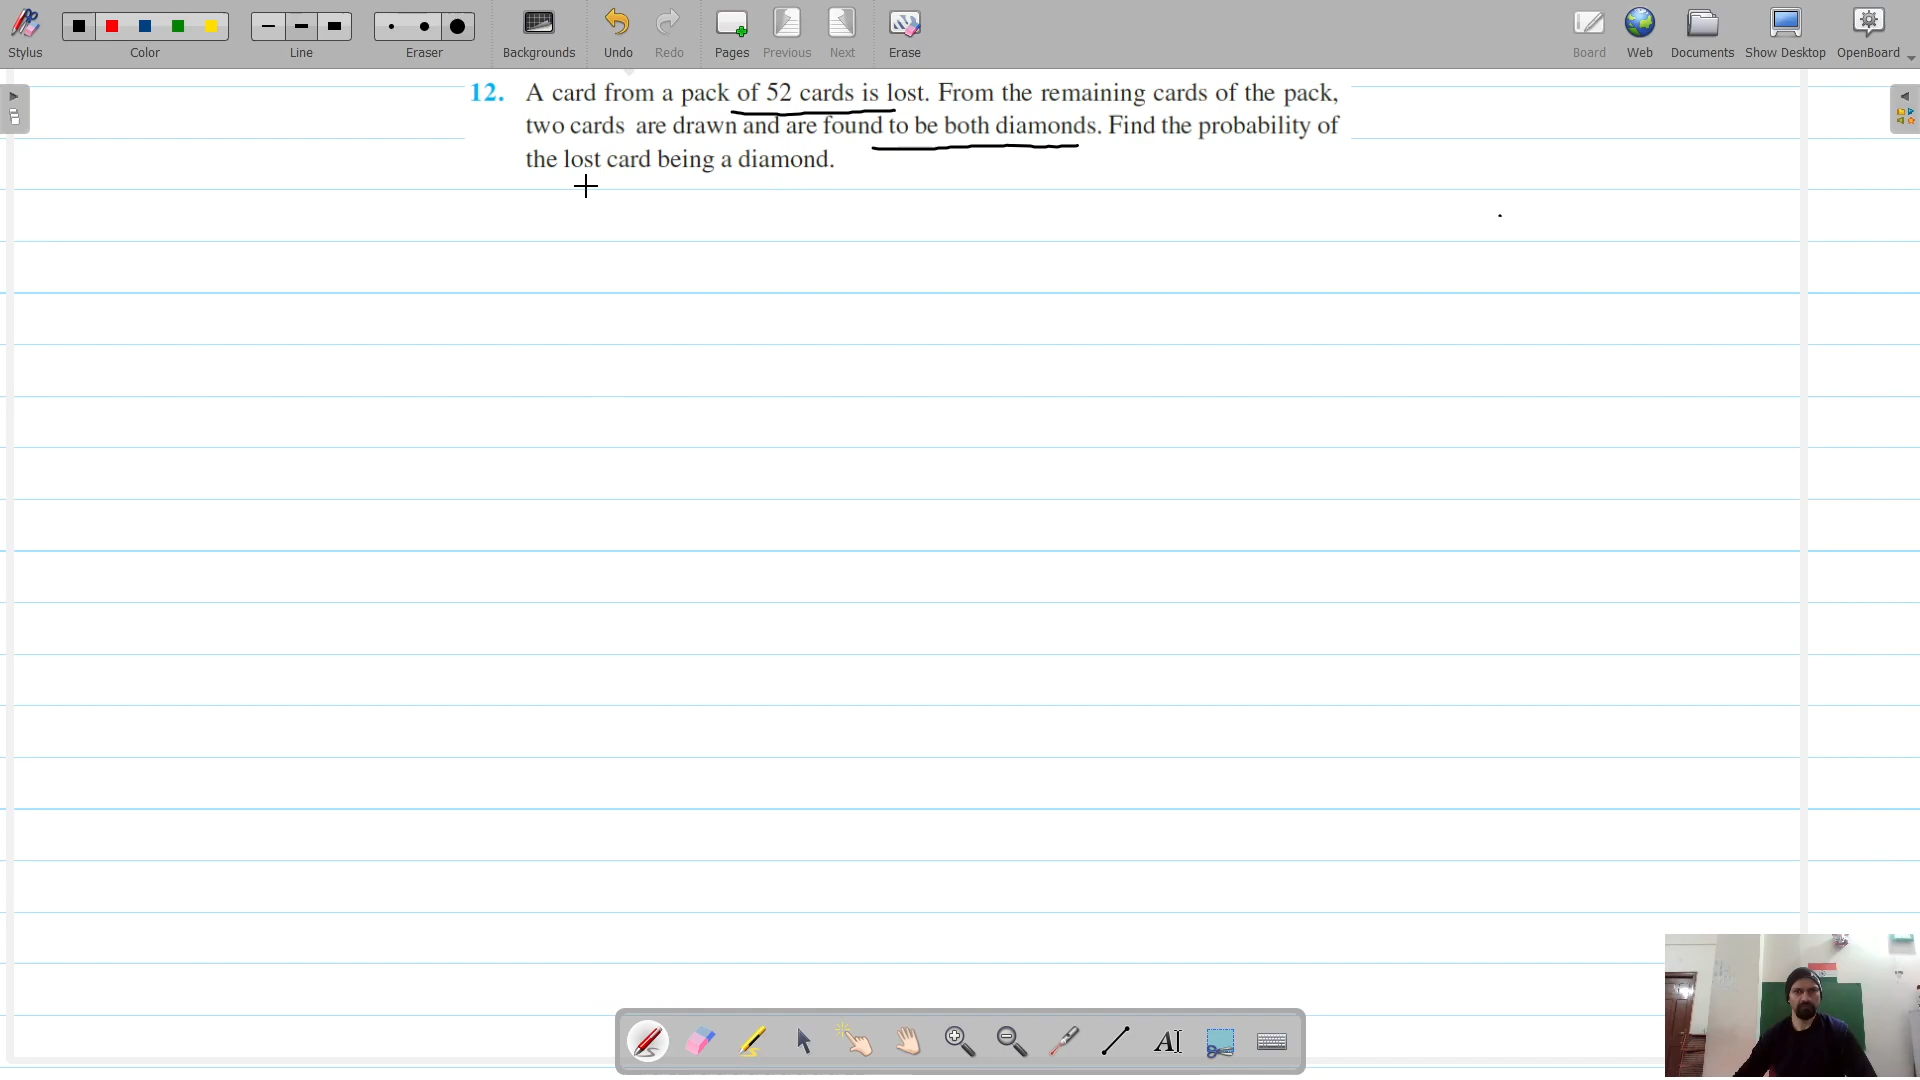 Stylus Color Line Eraser Backgrounds Undo Redo Pages Previous Next Erase Board Web Documents Show Desktop OpenBoard
12. A card from a pack of 52 cards is lost. From the remaining cards of the pack,
two cards are drawn and are found to be both diamonds. Find the probability of
the lost card being a diamond.